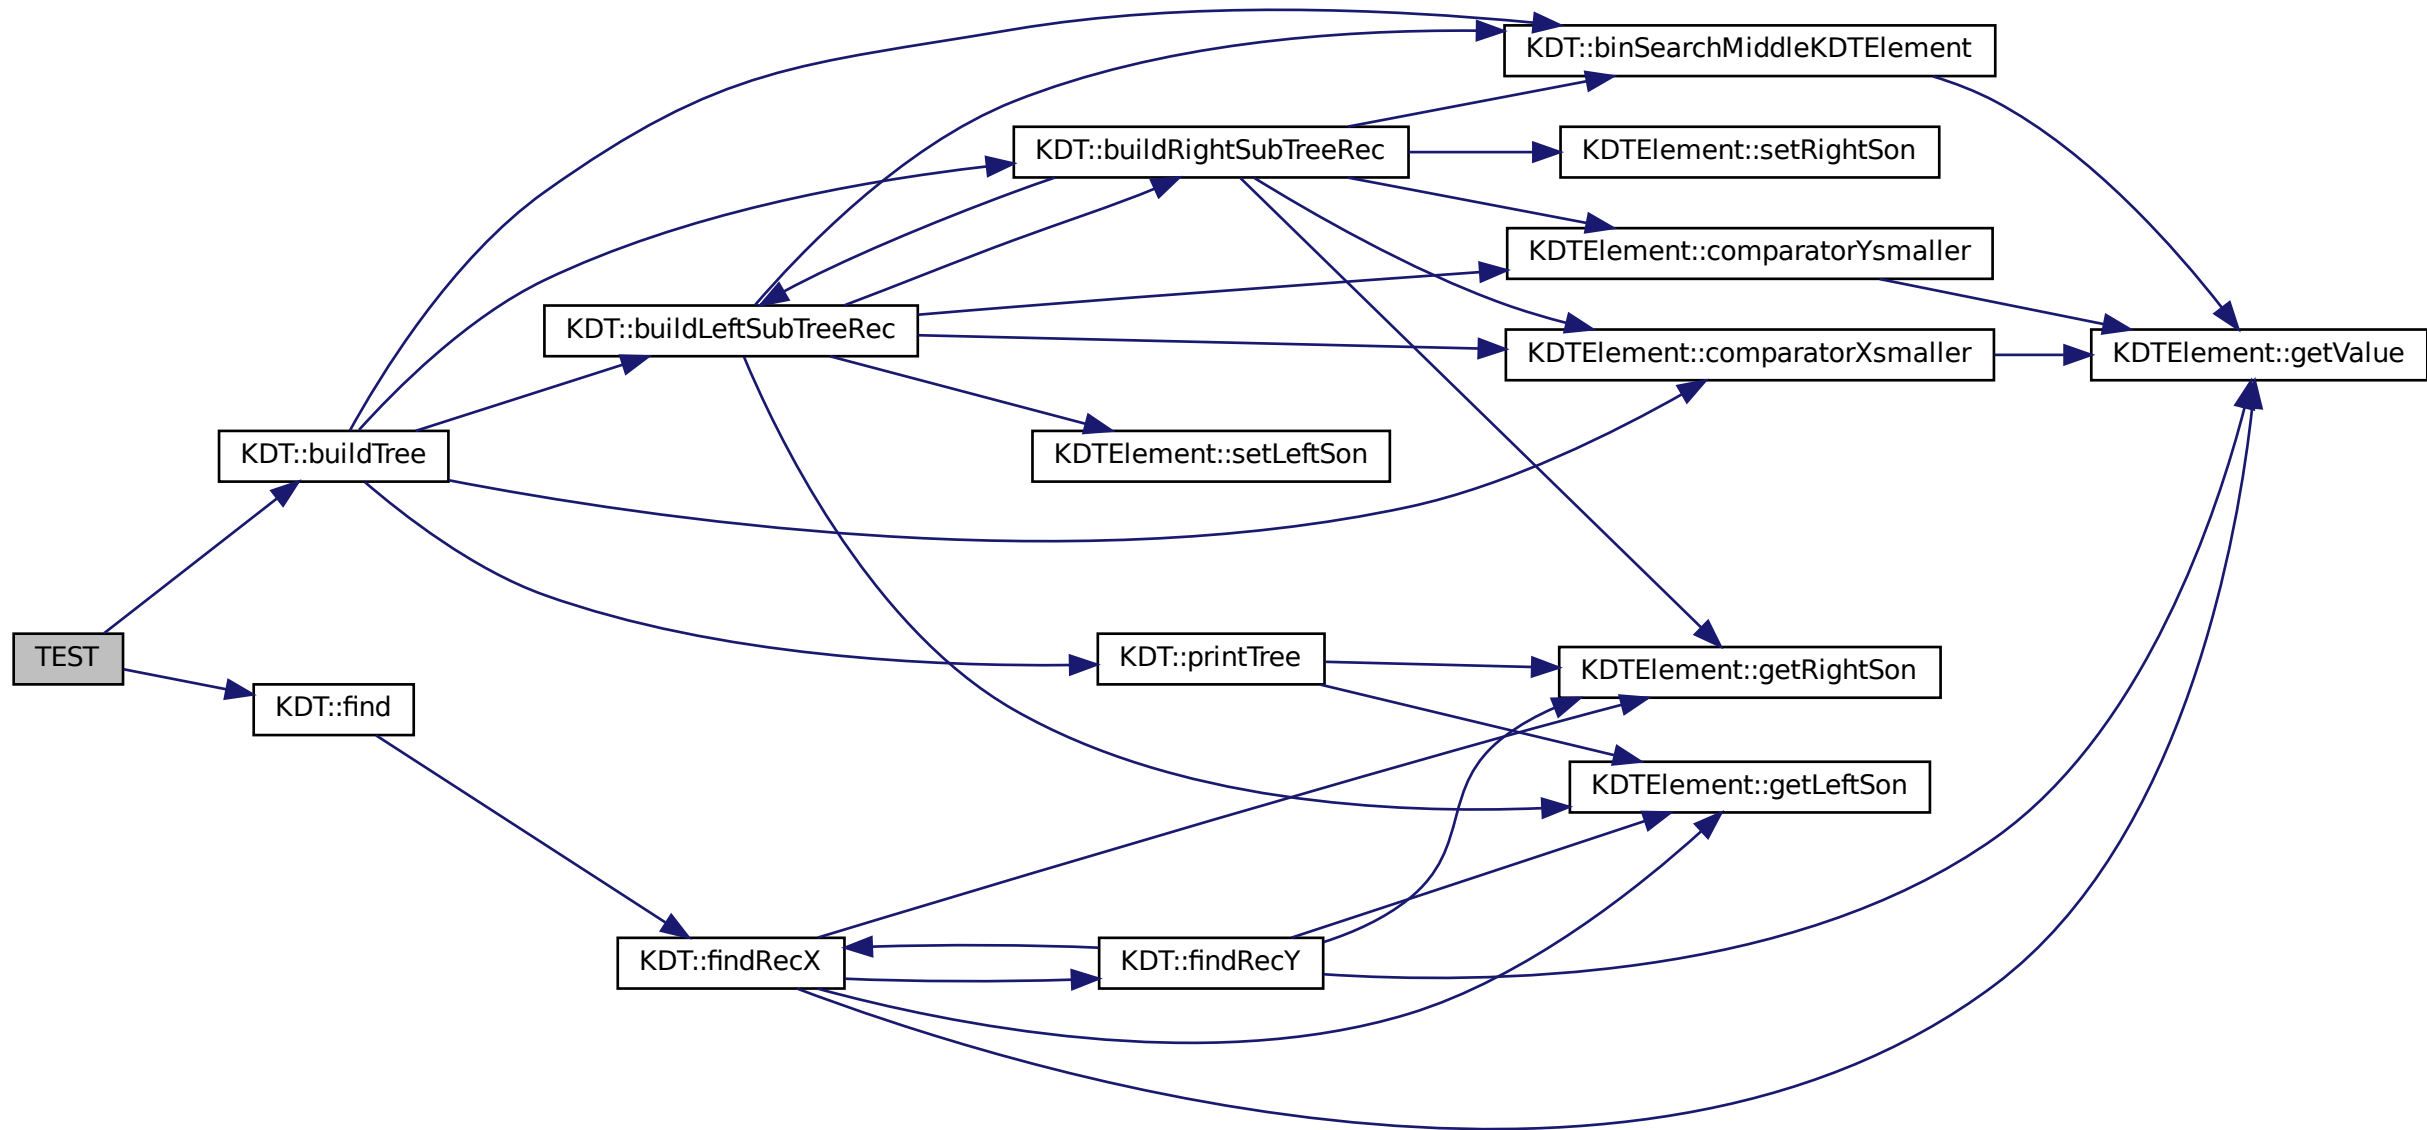 KDT::binSearchMiddleKDTElement
KDT::buildRightSubTreeRec
KDTElement::setRightSon
KDTElement::comparatorYsmaller
KDT::buildLeftSubTreeRec
KDTElement::comparatorXsmaller
KDTElement::getValue
KDT::buildTree
KDTElement::setLeftSon
TEST
KDT::printTree
KDTElement::getRightSon
KDT::find
KDTElement::getLeftSon
KDT::findRecX
KDT::findRecY